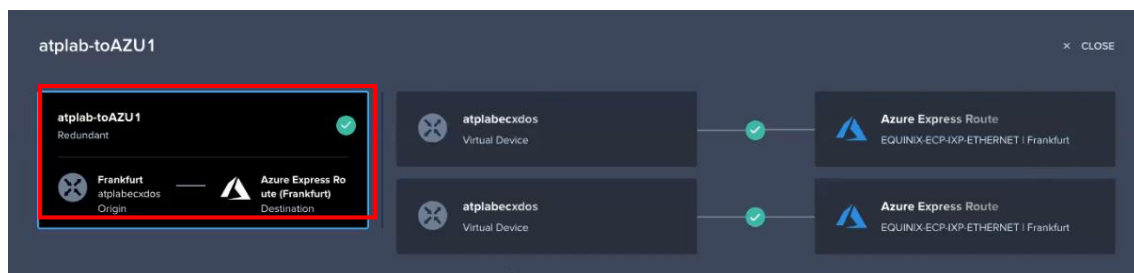 atplab-toAZU1
× CLOSE
atplab-toAZU1
Redundant
Frankfurt
atplabecxdos
Origin
Azure Express Ro
ute (Frankfurt)
Destination
atplabecxdos
Virtual Device
Azure Express Route
EQUINIX-ECP-IXP-ETHERNET | Frankfurt
atplabecxdos
Virtual Device
Azure Express Route
EQUINIX-ECP-IXP-ETHERNET | Frankfurt